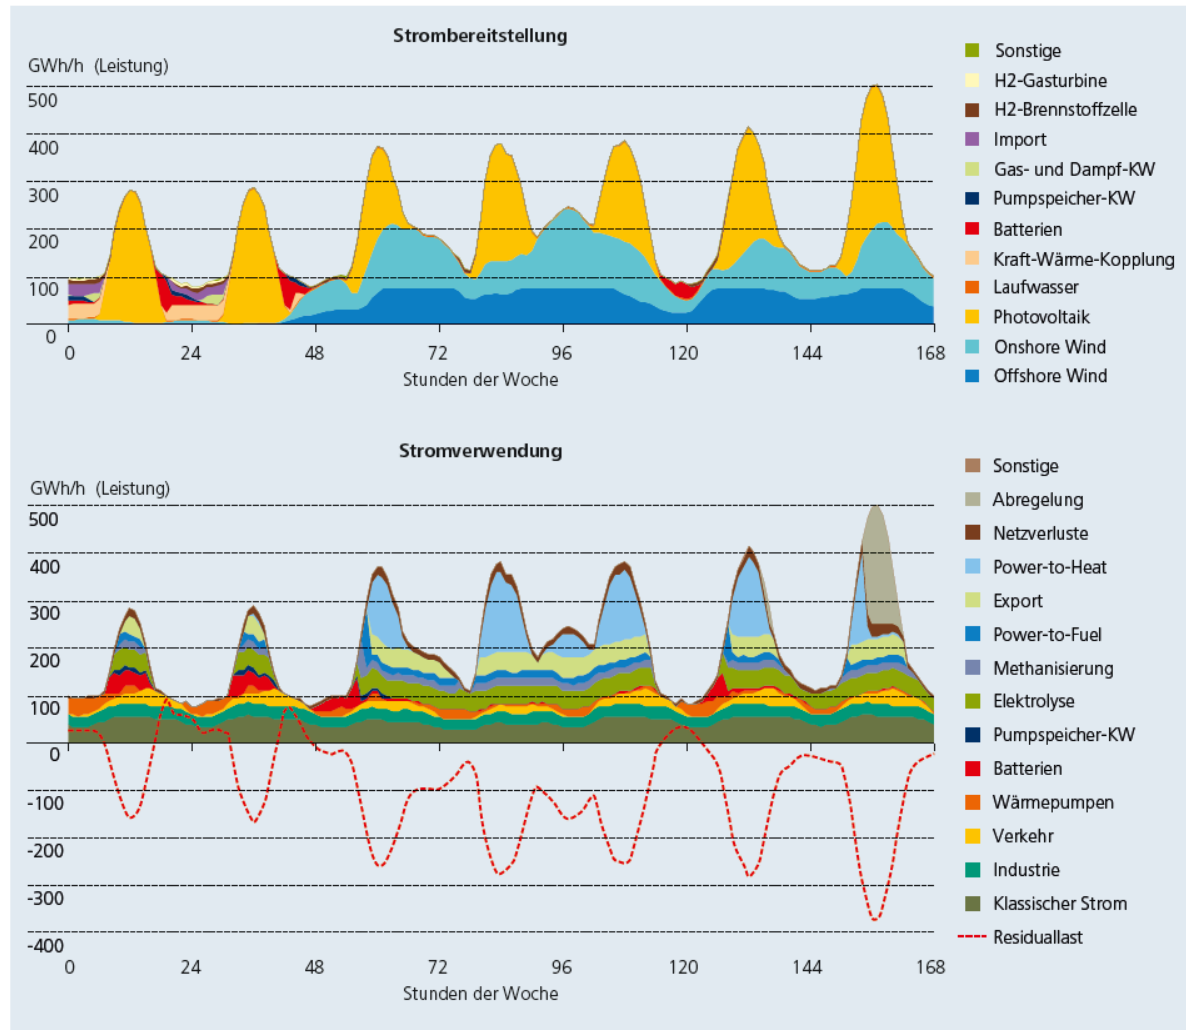 Strombereitstellung
GWh/h (Leistung)
500
400
300
200
100
0
0 24 48 72 96 120 144 168
Stunden der Woche
Sonstige
H2-Gasturbine
H2-Brennstoffzelle
Import
Gas- und Dampf-KW
Pumpspeicher-KW
Batterien
Kraft-Wärme-Kopplung
Laufwasser
Photovoltaik
Onshore Wind
Offshore Wind
Stromverwendung
GWh/h (Leistung)
500
400
300
200
100
0
-100
-200
-300
-400
0 24 48 72 96 120 144 168
Stunden der Woche
Sonstige
Abregelung
Netzverluste
Power-to-Heat
Export
Power-to-Fuel
Methanisierung
Elektrolyse
Pumpspeicher-KW
Batterien
Wärmepumpen
Verkehr
Industrie
Klassischer Strom
Residuallast